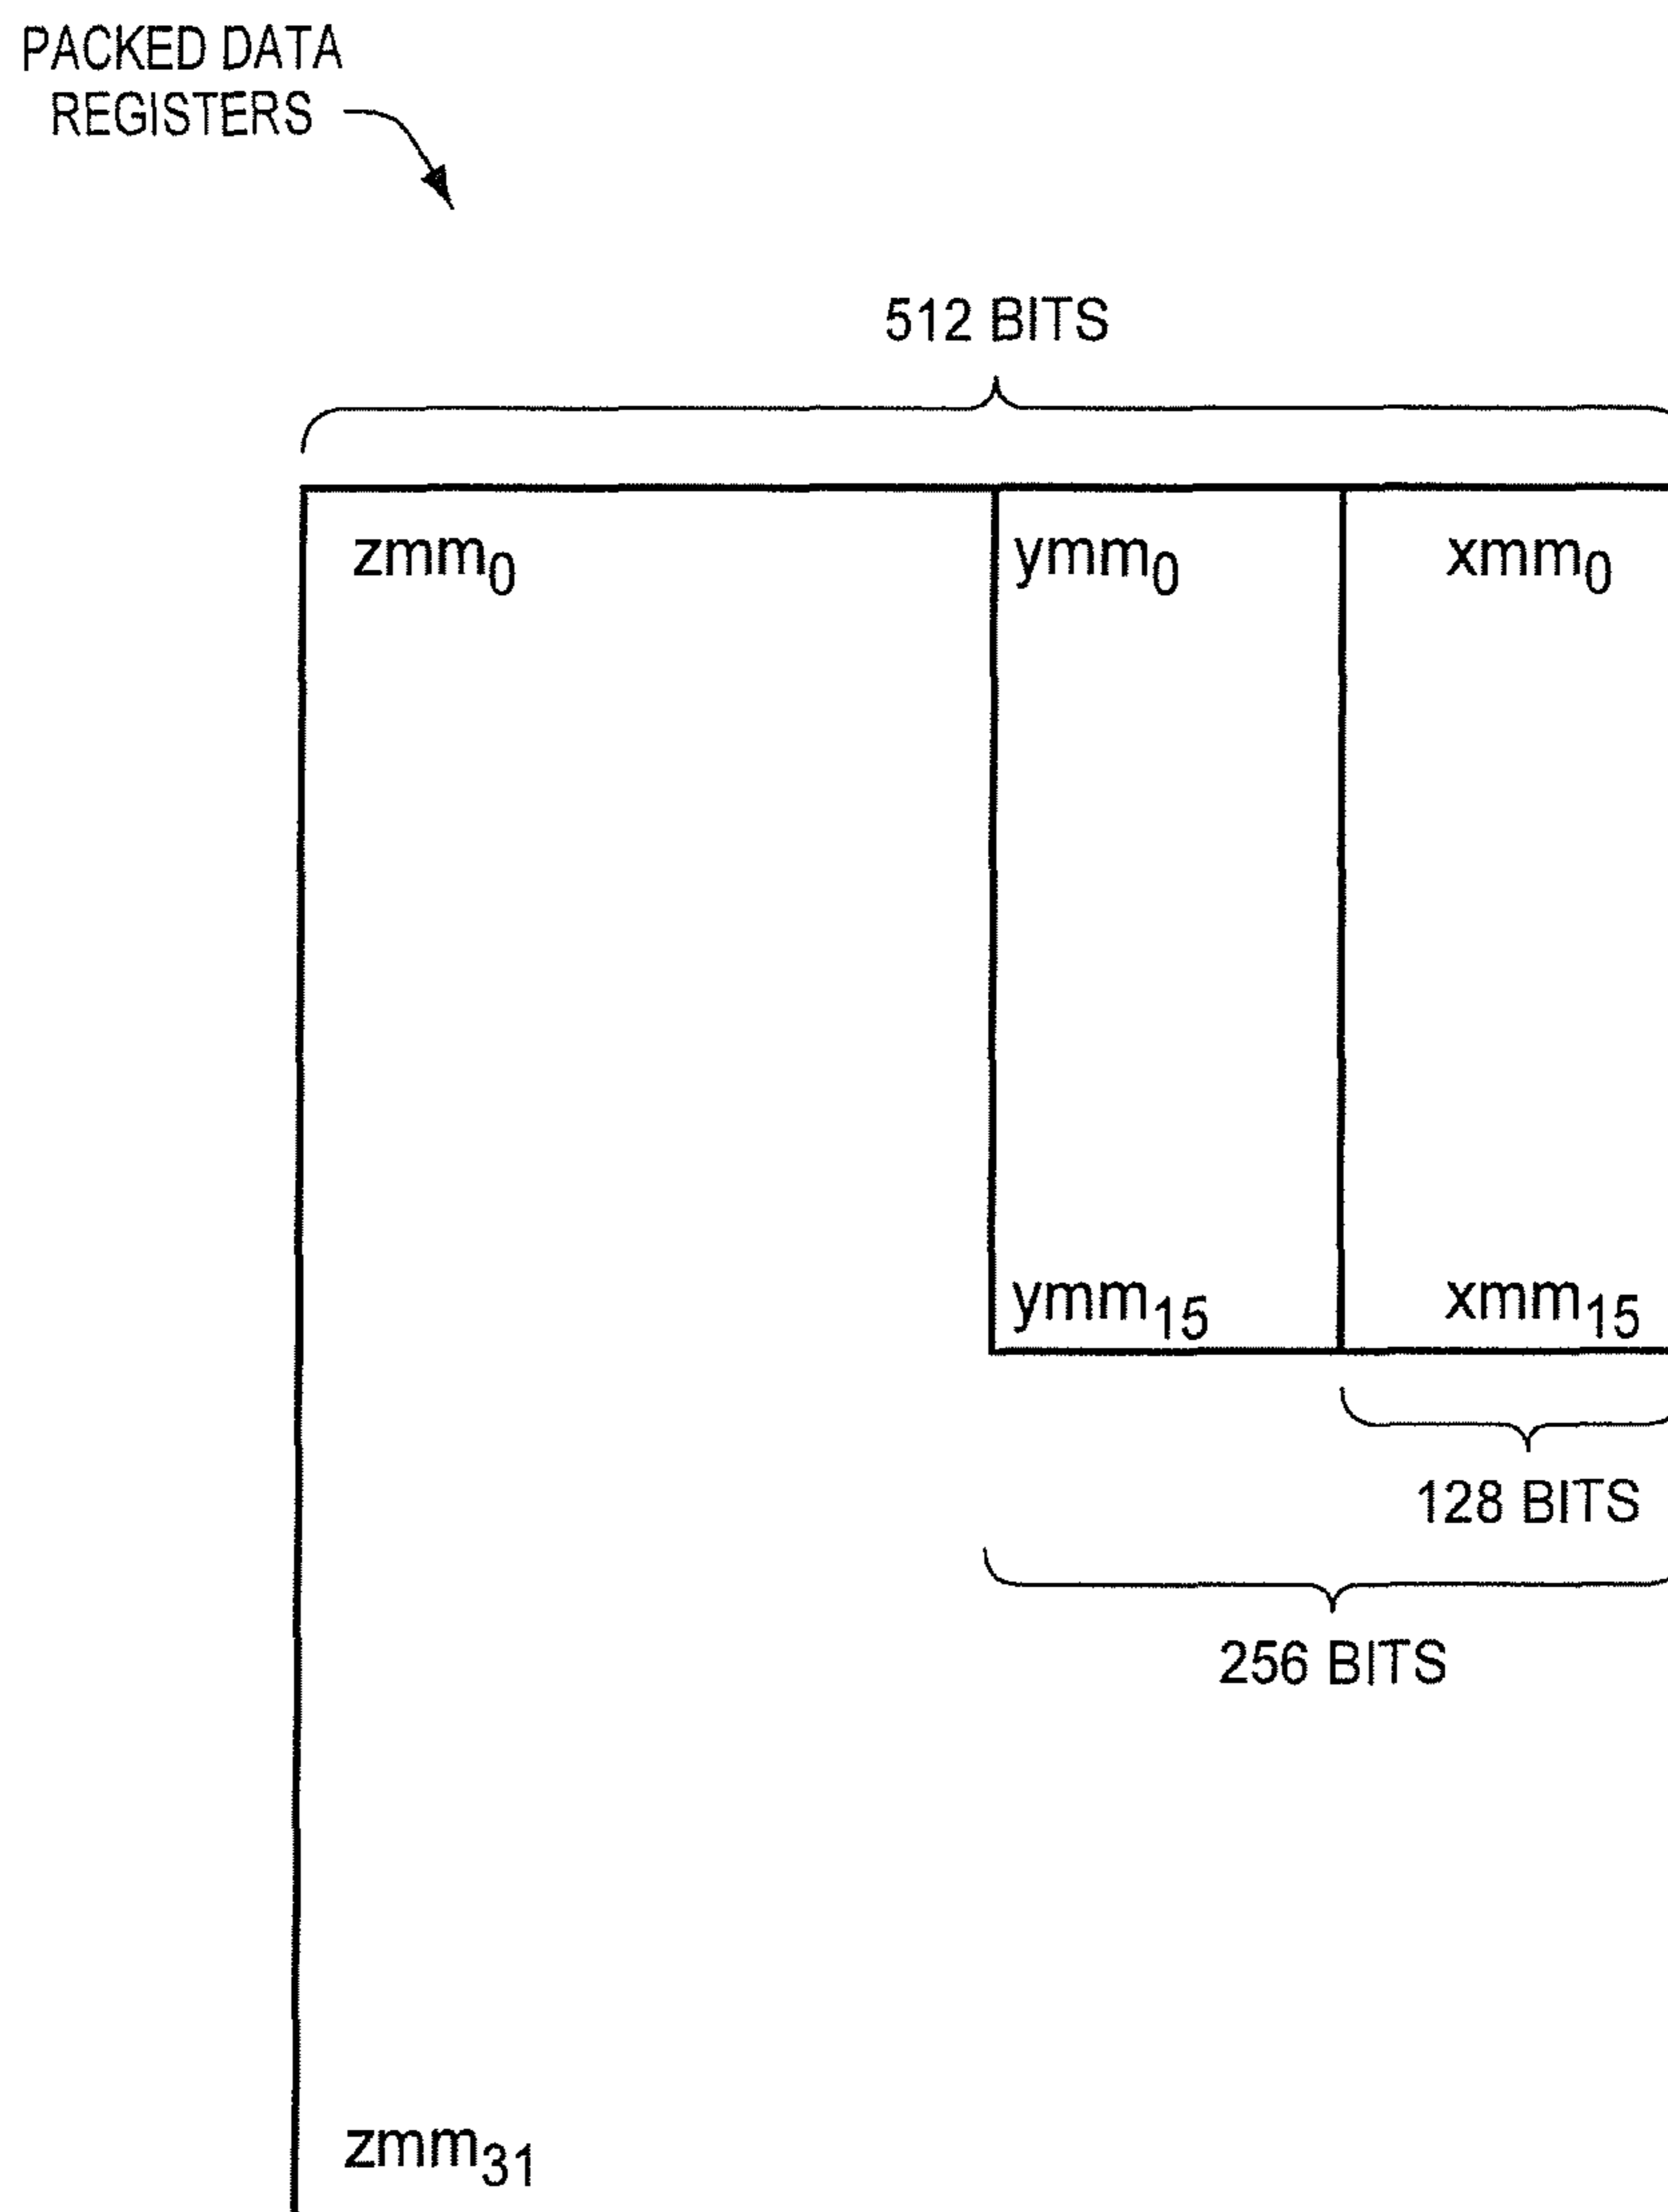 PACKED DATA
REGISTERS
512 BITS
zmm₀ ymm₀ xmm₀
ymm₁₅ xmm₁₅
128 BITS
256 BITS
zmm₃₁